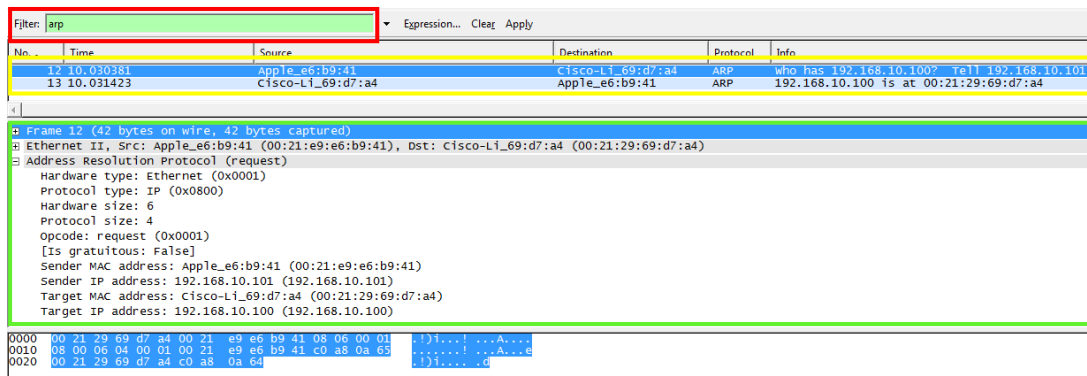 Filter: arp Expression... Clear Apply
No. . Time Source Destination Protocol Info
12 10.030381 Apple_e6:b9:41 Cisco-Li_69:d7:a4 ARP who has 192.168.10.100? Tell 192.168.10.101
13 10.031423 Cisco-Li_69:d7:a4 Apple_e6:b9:41 ARP 192.168.10.100 is at 00:21:29:69:d7:a4
Frame 12 (42 bytes on wire, 42 bytes captured)
Ethernet II, Src: Apple_e6:b9:41 (00:21:e9:e6:b9:41), Dst: Cisco-Li_69:d7:a4 (00:21:29:69:d7:a4)
Address Resolution Protocol (request)
Hardware type: Ethernet (0x0001)
Protocol type: IP (0x0800)
Hardware size: 6
Protocol size: 4
Opcode: request (0x0001)
[Is gratuitous: False]
Sender MAC address: Apple_e6:b9:41 (00:21:e9:e6:b9:41)
Sender IP address: 192.168.10.101 (192.168.10.101)
Target MAC address: Cisco-Li_69:d7:a4 (00:21:29:69:d7:a4)
Target IP address: 192.168.10.100 (192.168.10.100)
0000 00 21 29 69 d7 a4 00 21 e9 e6 b9 41 08 06 00 01 .!)i...! ...A....
0010 08 00 06 04 00 01 00 21 e9 e6 b9 41 c0 a8 0a 65 .......! ...A...e
0020 00 21 29 69 d7 a4 c0 a8 0a 64 .!)i.... .d